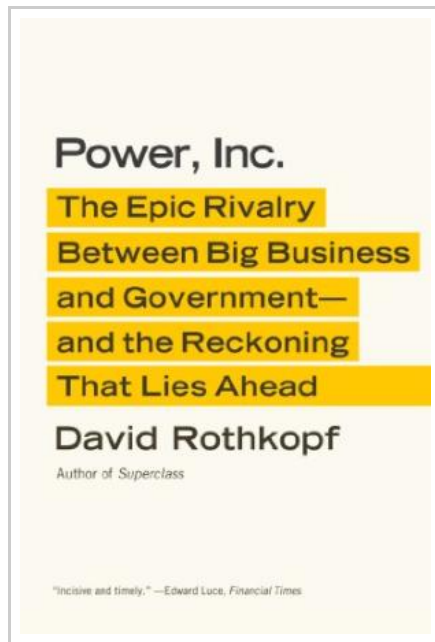 Power, Inc.
The Epic Rivalry
Between Big Business
and Government—
and the Reckoning
That Lies Ahead
David Rothkopf
Author of Superclass
"Incisive and timely." —Edward Luce, Financial Times